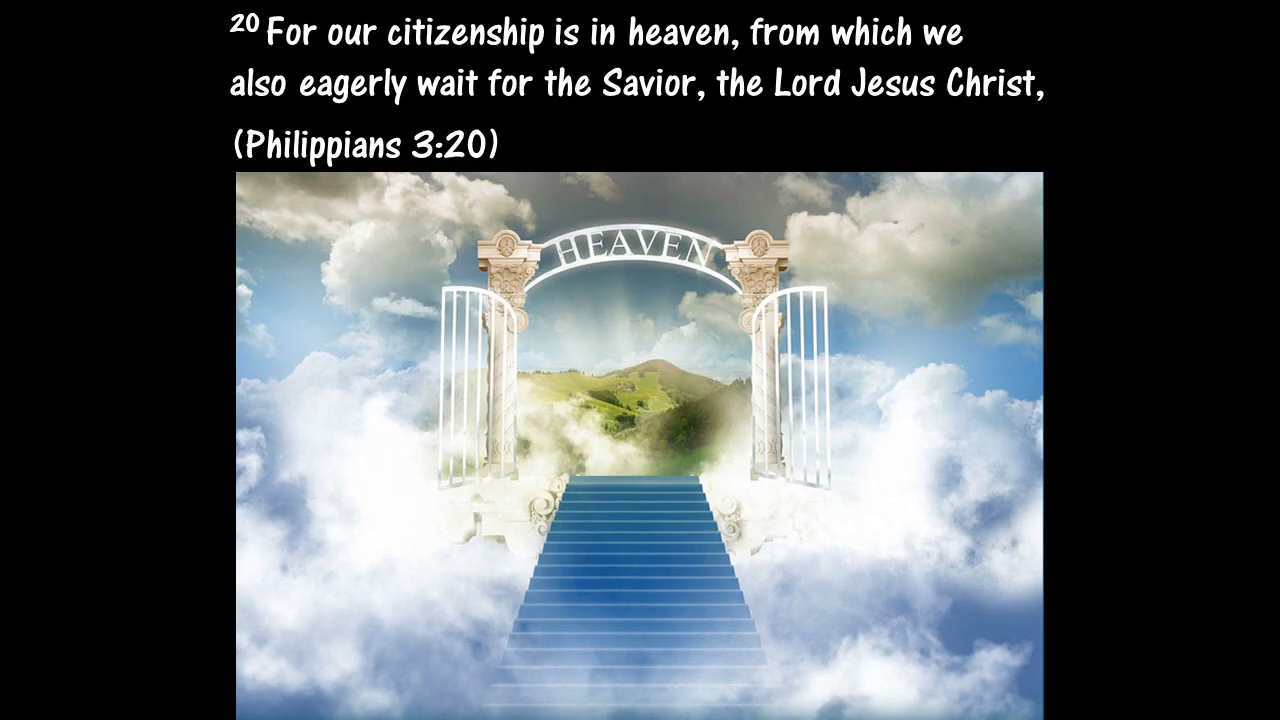 20 For our citizenship is in heaven, from which we
also eagerly wait for the Savior, the Lord Jesus Christ,
(Philippians 3:20)
HEAVEN